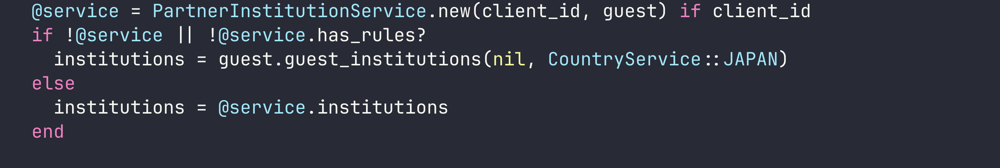 @service = PartnerInstitutionService.new(client_id, guest) if client_id
if !@service || !@service.has_rules?
  institutions = guest.guest_institutions(nil, CountryService::JAPAN)
else
  institutions = @service.institutions
end